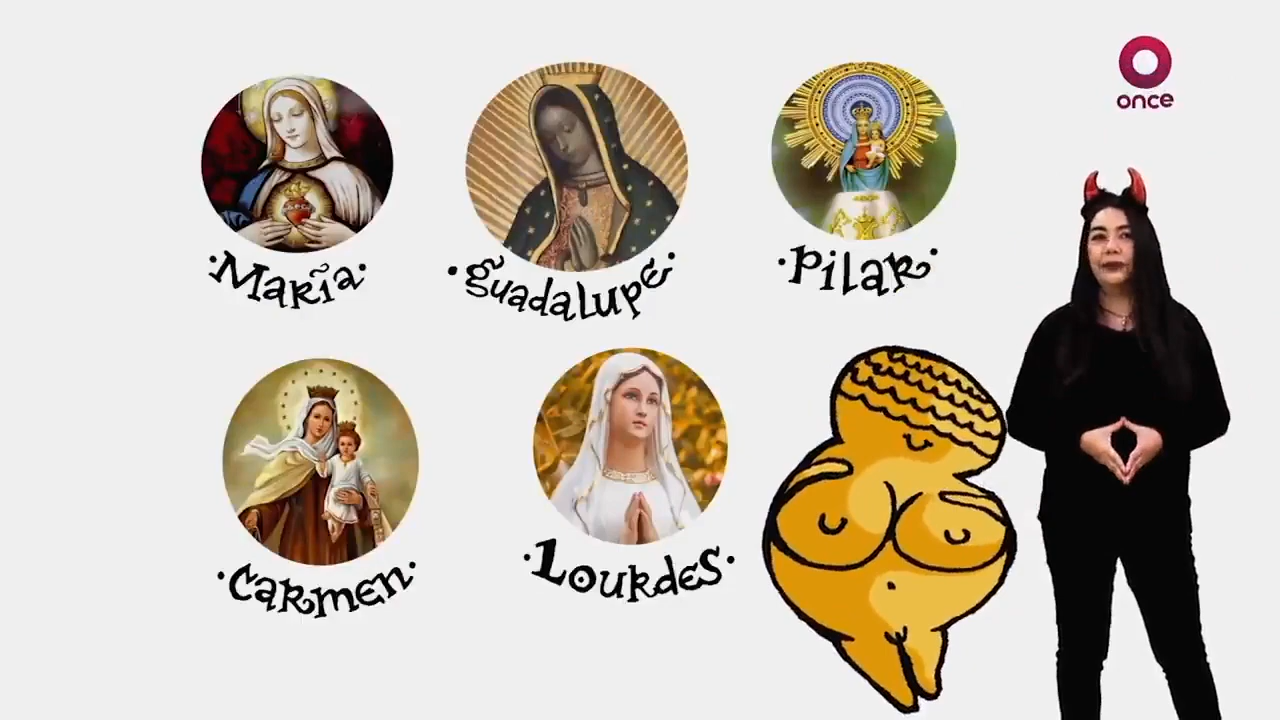 once
·María·
·guadalupe·
·Pilar·
·Carmen·
·Lourdes·